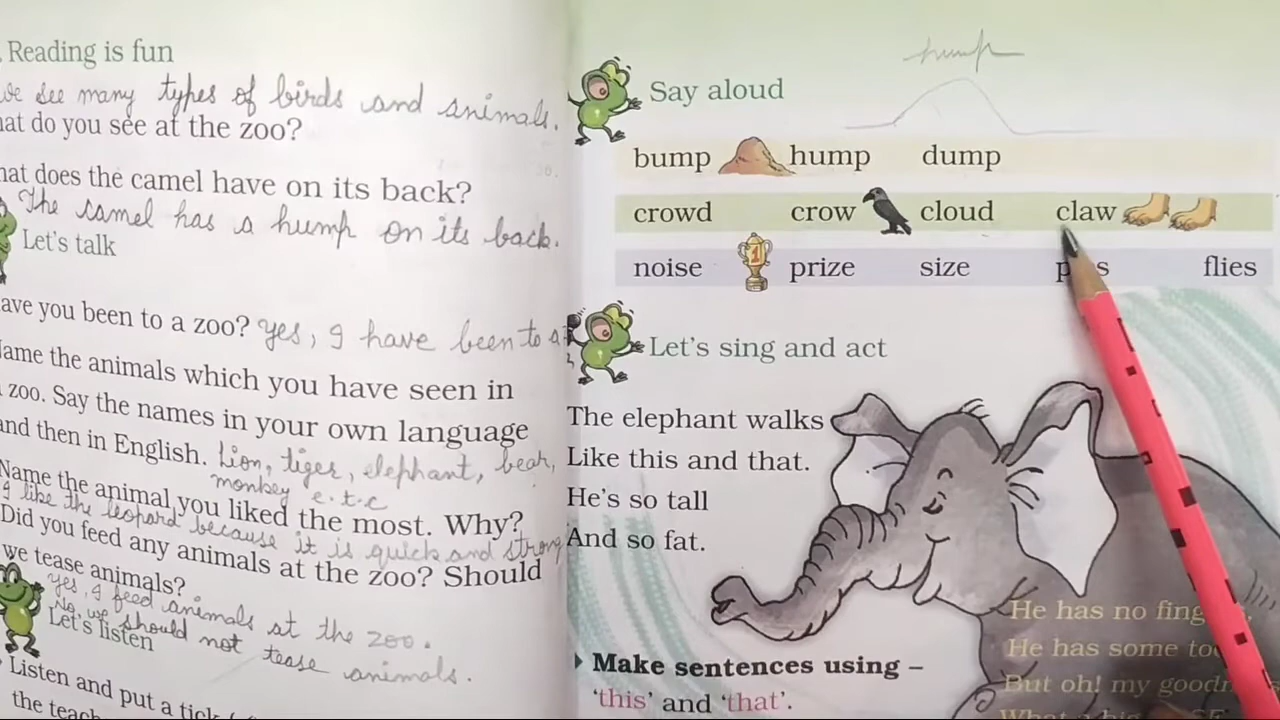 Reading is fun
we see many types of birds and animals.
at do you see at the zoo?
hat does the camel have on its back?
The camel has a hump on its back.
Let's talk
ave you been to a zoo? Yes, I have been to a
ame the animals which you have seen in
zoo. Say the names in your own language
and then in English. Lion, tiger, elephant, bear,
monkey e.t.c
Name the animal you liked the most. Why?
I like the leopard because it is quick and strong
Did you feed any animals at the zoo? Should
we tease animals?
Yes, I feed animals at the zoo.
No, we should not tease animals.
Let's listen
Listen and put a tick
the teach
hump
Say aloud
bump hump dump
crowd crow cloud claw
noise 1 prize size flies
Let's sing and act
The elephant walks
Like this and that.
He's so tall
And so fat.
He has no fing
He has some to
But oh! my goodn
Make sentences using –
'this' and 'that'.